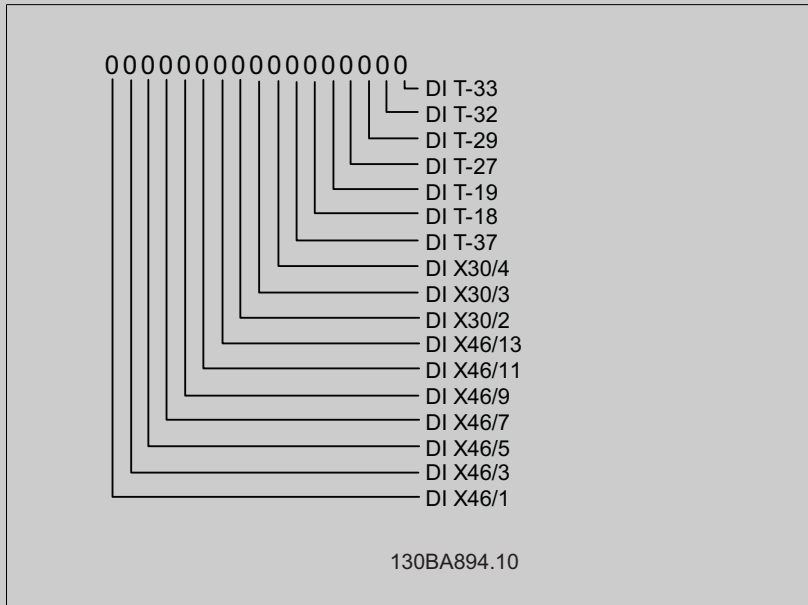 00000000000000000
DI T-33
DI T-32
DI T-29
DI T-27
DI T-19
DI T-18
DI T-37
DI X30/4
DI X30/3
DI X30/2
DI X46/13
DI X46/11
DI X46/9
DI X46/7
DI X46/5
DI X46/3
DI X46/1
130BA894.10